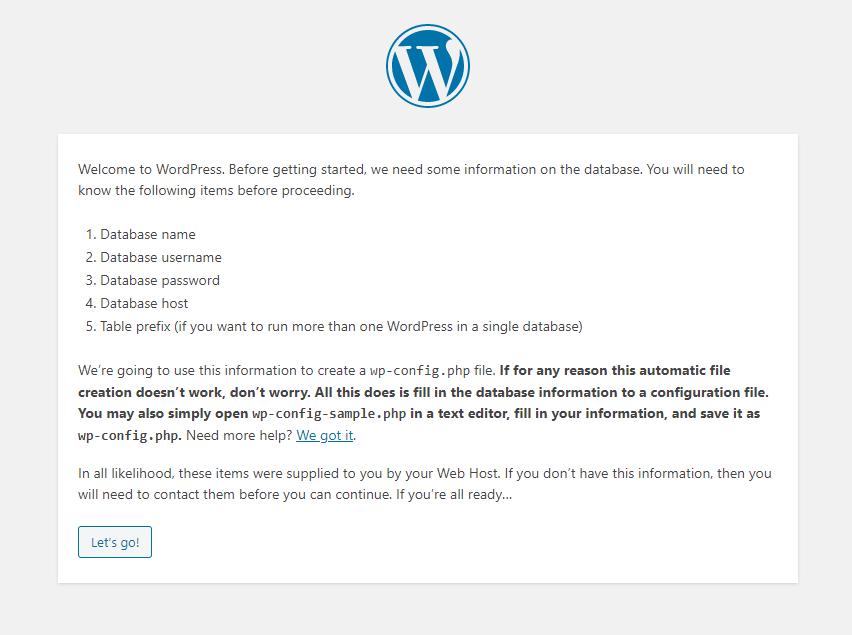 Welcome to WordPress. Before getting started, we need some information on the database. You will need to
know the following items before proceeding.
1. Database name
2. Database username
3. Database password
4. Database host
5. Table prefix (if you want to run more than one WordPress in a single database)
We’re going to use this information to create a wp-config.php file. If for any reason this automatic file
creation doesn’t work, don’t worry. All this does is fill in the database information to a configuration file.
You may also simply open wp-config-sample.php in a text editor, fill in your information, and save it as
wp-config.php. Need more help? We got it.
In all likelihood, these items were supplied to you by your Web Host. If you don’t have this information, then you
will need to contact them before you can continue. If you’re all ready…
Let’s go!